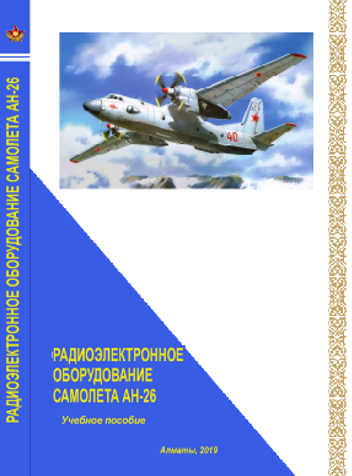 РАДИОЭЛЕКТРОННОЕ ОБОРУДОВАНИЕ САМОЛЕТА АН-26
40
РАДИОЭЛЕКТРОННОЕ
ОБОРУДОВАНИЕ
САМОЛЕТА АН-26
Учебное пособие
Алматы, 2019